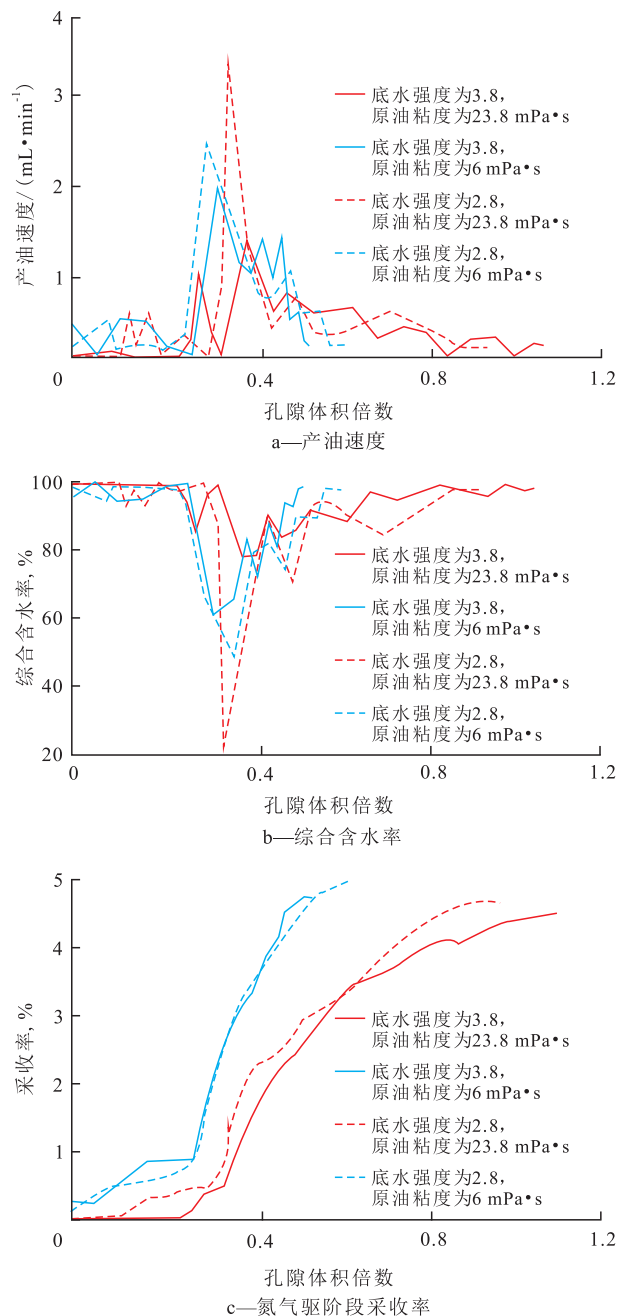 4
3
2
1
产油速度/(mL•min⁻¹)
底水强度为3.8,
原油粘度为23.8 mPa•s
底水强度为3.8,
原油粘度为6 mPa•s
底水强度为2.8,
原油粘度为23.8 mPa•s
底水强度为2.8,
原油粘度为6 mPa•s
0 0.4 0.8 1.2
孔隙体积倍数
a—产油速度
100
80
60
40
20
综合含水率, %
底水强度为3.8,
原油粘度为23.8 mPa•s
底水强度为3.8,
原油粘度为6 mPa•s
底水强度为2.8,
原油粘度为23.8 mPa•s
底水强度为2.8,
原油粘度为6 mPa•s
0 0.4 0.8 1.2
孔隙体积倍数
b—综合含水率
5
4
3
2
1
采收率, %
底水强度为3.8,
原油粘度为23.8 mPa•s
底水强度为3.8,
原油粘度为6 mPa•s
底水强度为2.8,
原油粘度为23.8 mPa•s
底水强度为2.8,
原油粘度为6 mPa•s
0 0.4 0.8 1.2
孔隙体积倍数
c—氮气驱阶段采收率